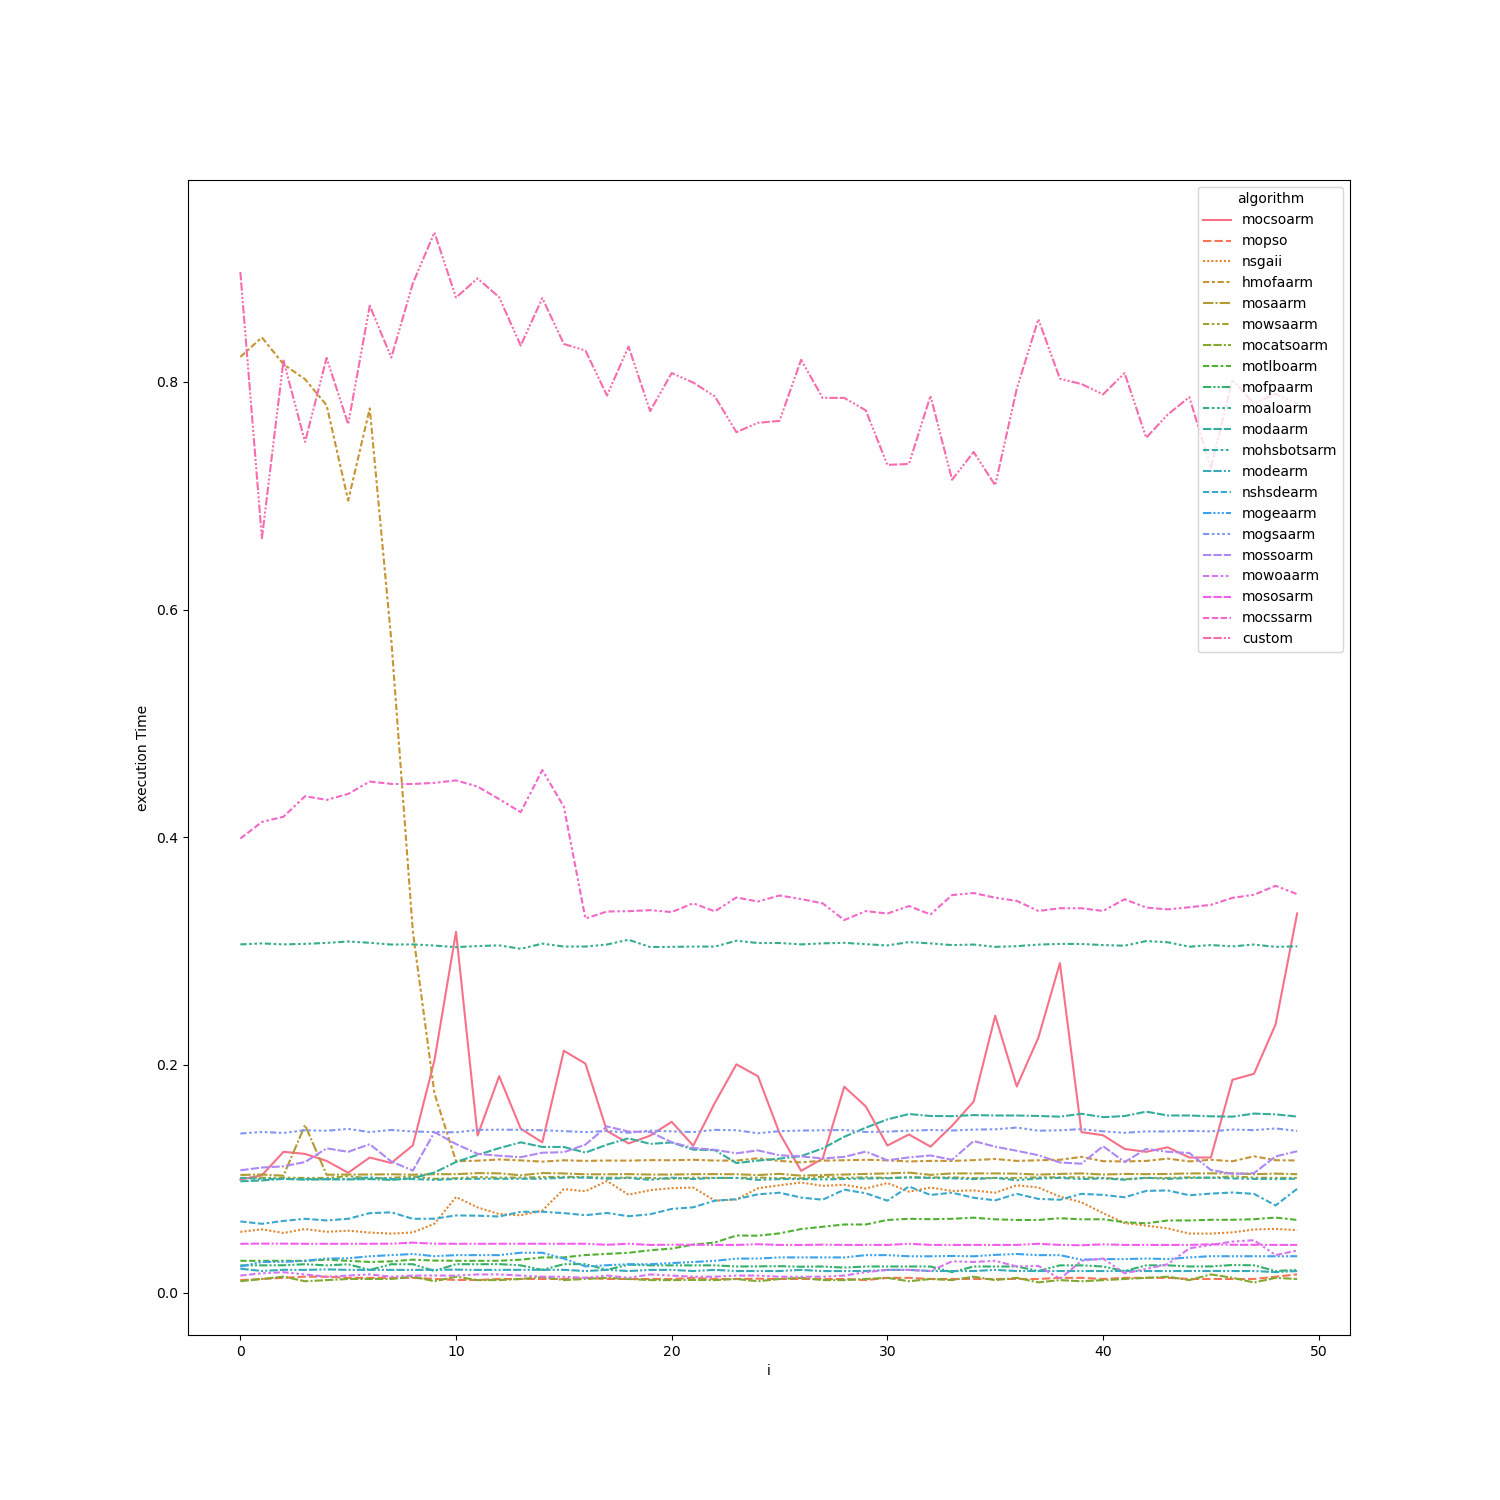 algorithm
mocsoarm
mopso
nsgaii
hmofaarm
mosaarm
mowsaarm
mocatsoarm
motlboarm
mofpaarm
moaloarm
modaarm
mohsbotsarm
modearm
nshsdearm
mogeaarm
mogsaarm
mossoarm
mowoaarm
mososarm
mocssarm
custom
execution Time
0.8
0.6
0.4
0.2
0.0
0 10 20 30 40 50
i